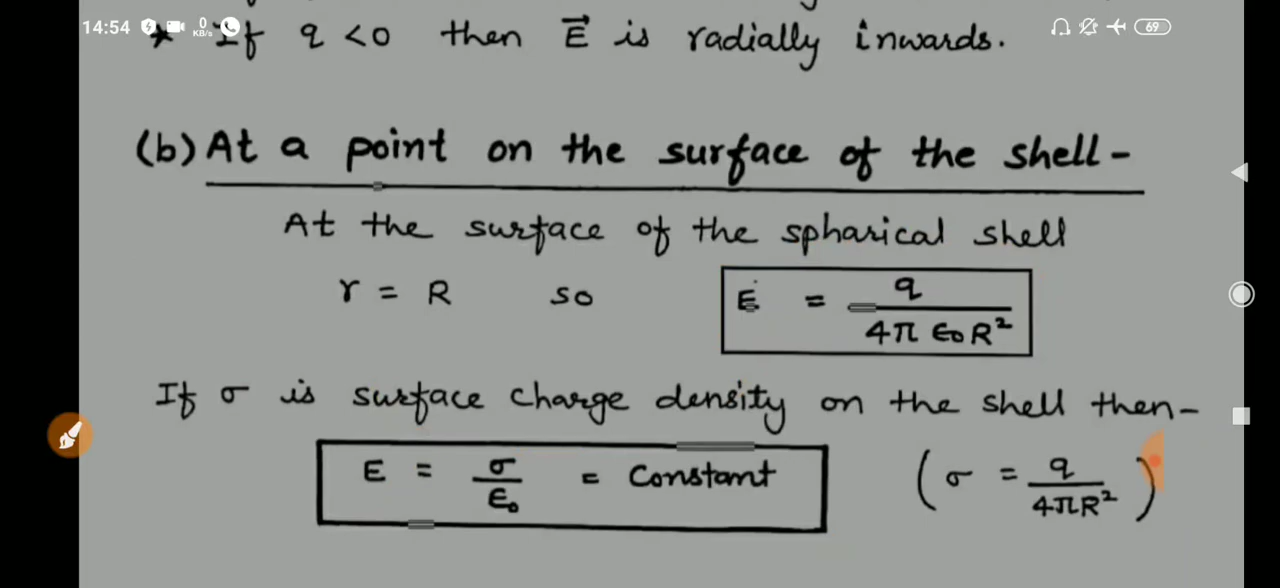 14:54 0 KB/s 69
* If q <0 then E⃗ is radially inwards.
(b) At a point on the surface of the shell -
At the surface of the spharical shell
r = R so E = q / 4π ϵ0 R²
If σ is surface charge density on the shell then-
E = σ / ϵ0 = Constant (σ = q / 4πR²)